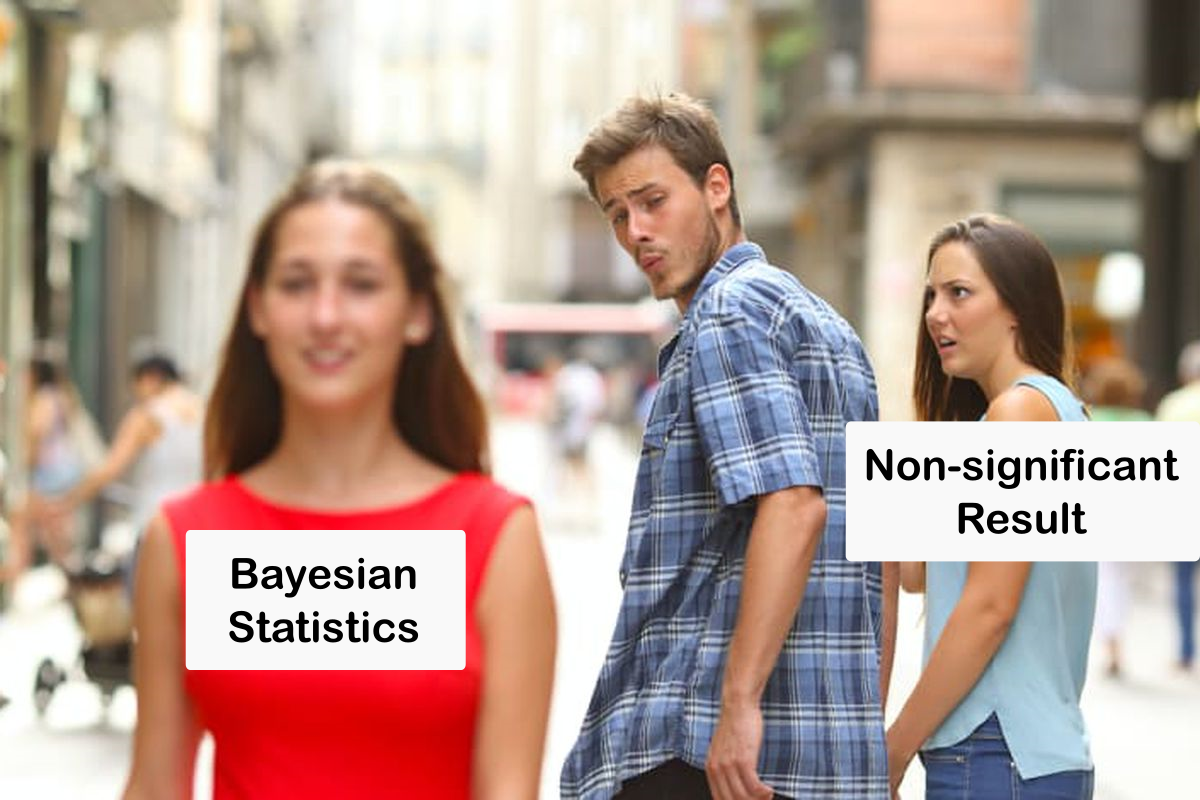 Bayesian
Statistics
Non-significant
Result